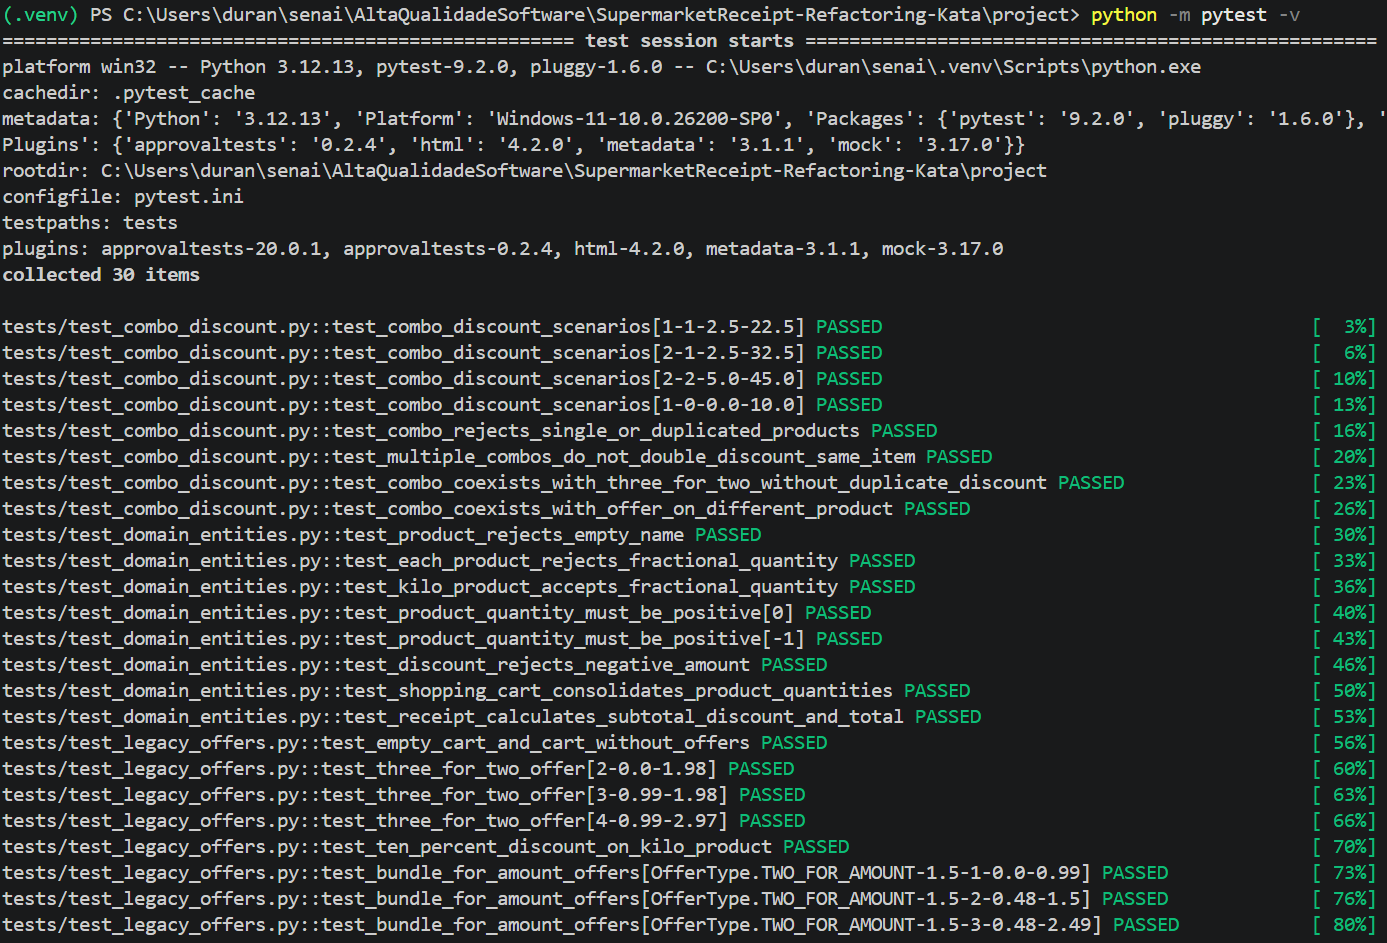 (.venv) PS C:\Users\duran\senai\AltaQualidadeSoftware\SupermarketReceipt-Refactoring-Kata\project> python -m pytest -v
==================================================== test session starts ====================================================
platform win32 -- Python 3.12.13, pytest-9.2.0, pluggy-1.6.0 -- C:\Users\duran\senai\.venv\Scripts\python.exe
cachedir: .pytest_cache
metadata: {'Python': '3.12.13', 'Platform': 'Windows-11-10.0.26200-SP0', 'Packages': {'pytest': '9.2.0', 'pluggy': '1.6.0'}, '
Plugins': {'approvaltests': '0.2.4', 'html': '4.2.0', 'metadata': '3.1.1', 'mock': '3.17.0'}}
rootdir: C:\Users\duran\senai\AltaQualidadeSoftware\SupermarketReceipt-Refactoring-Kata\project
configfile: pytest.ini
testpaths: tests
plugins: approvaltests-20.0.1, approvaltests-0.2.4, html-4.2.0, metadata-3.1.1, mock-3.17.0
collected 30 items
tests/test_combo_discount.py::test_combo_discount_scenarios[1-1-2.5-22.5] PASSED [  3%]
tests/test_combo_discount.py::test_combo_discount_scenarios[2-1-2.5-32.5] PASSED [  6%]
tests/test_combo_discount.py::test_combo_discount_scenarios[2-2-5.0-45.0] PASSED [ 10%]
tests/test_combo_discount.py::test_combo_discount_scenarios[1-0-0.0-10.0] PASSED [ 13%]
tests/test_combo_discount.py::test_combo_rejects_single_or_duplicated_products PASSED [ 16%]
tests/test_combo_discount.py::test_multiple_combos_do_not_double_discount_same_item PASSED [ 20%]
tests/test_combo_discount.py::test_combo_coexists_with_three_for_two_without_duplicate_discount PASSED [ 23%]
tests/test_combo_discount.py::test_combo_coexists_with_offer_on_different_product PASSED [ 26%]
tests/test_domain_entities.py::test_product_rejects_empty_name PASSED [ 30%]
tests/test_domain_entities.py::test_each_product_rejects_fractional_quantity PASSED [ 33%]
tests/test_domain_entities.py::test_kilo_product_accepts_fractional_quantity PASSED [ 36%]
tests/test_domain_entities.py::test_product_quantity_must_be_positive[0] PASSED [ 40%]
tests/test_domain_entities.py::test_product_quantity_must_be_positive[-1] PASSED [ 43%]
tests/test_domain_entities.py::test_discount_rejects_negative_amount PASSED [ 46%]
tests/test_domain_entities.py::test_shopping_cart_consolidates_product_quantities PASSED [ 50%]
tests/test_domain_entities.py::test_receipt_calculates_subtotal_discount_and_total PASSED [ 53%]
tests/test_legacy_offers.py::test_empty_cart_and_cart_without_offers PASSED [ 56%]
tests/test_legacy_offers.py::test_three_for_two_offer[2-0.0-1.98] PASSED [ 60%]
tests/test_legacy_offers.py::test_three_for_two_offer[3-0.99-1.98] PASSED [ 63%]
tests/test_legacy_offers.py::test_three_for_two_offer[4-0.99-2.97] PASSED [ 66%]
tests/test_legacy_offers.py::test_ten_percent_discount_on_kilo_product PASSED [ 70%]
tests/test_legacy_offers.py::test_bundle_for_amount_offers[OfferType.TWO_FOR_AMOUNT-1.5-1-0.0-0.99] PASSED [ 73%]
tests/test_legacy_offers.py::test_bundle_for_amount_offers[OfferType.TWO_FOR_AMOUNT-1.5-2-0.48-1.5] PASSED [ 76%]
tests/test_legacy_offers.py::test_bundle_for_amount_offers[OfferType.TWO_FOR_AMOUNT-1.5-3-0.48-2.49] PASSED [ 80%]